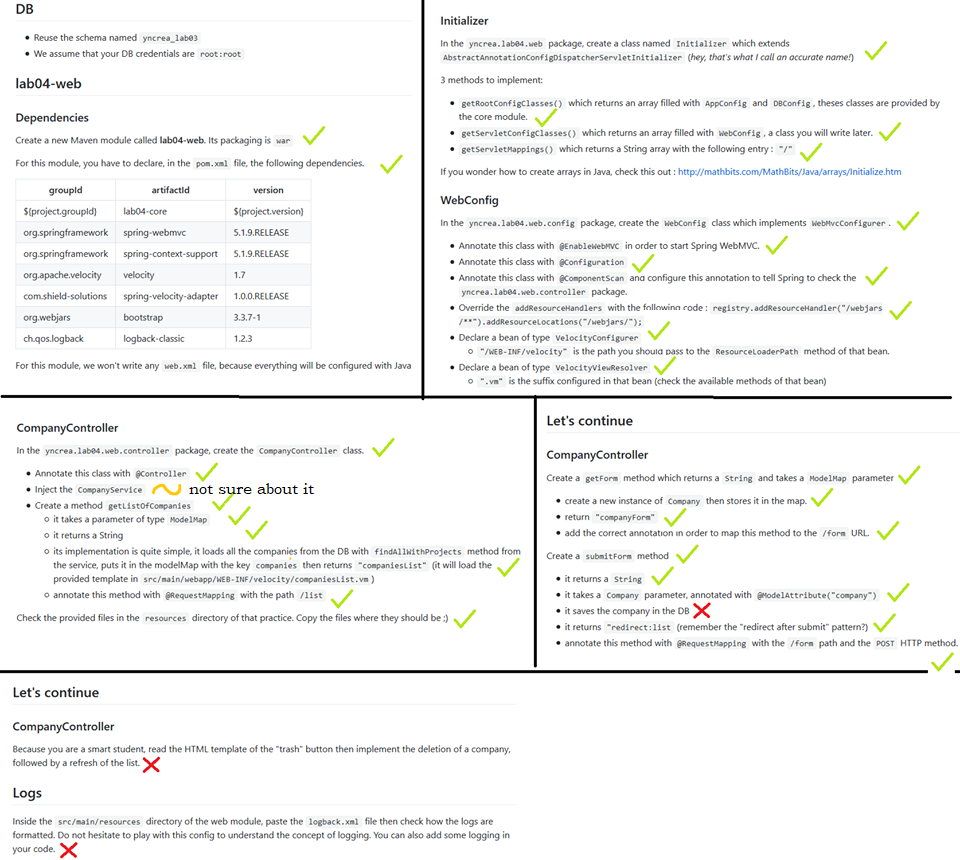 DB
Reuse the schema named yncrea_lab03
We assume that your DB credentials are root:root
lab04-web
Dependencies
Create a new Maven module called lab04-web. Its packaging is war
For this module, you have to declare, in the pom.xml file, the following dependencies.
groupId artifactId version
${project.groupId} lab04-core ${project.version}
org.springframework spring-webmvc 5.1.9.RELEASE
org.springframework spring-context-support 5.1.9.RELEASE
org.apache.velocity velocity 1.7
com.shield-solutions spring-velocity-adapter 1.0.0.RELEASE
org.webjars bootstrap 3.3.7-1
ch.qos.logback logback-classic 1.2.3
For this module, we won't write any web.xml file, because everything will be configured with Java
Initializer
In the yncrea.lab04.web package, create a class named Initializer which extends
AbstractAnnotationConfigDispatcherServletInitializer (hey, that's what I call an accurate name!)
3 methods to implement:
getRootConfigClasses() which returns an array filled with AppConfig and DBConfig, theses classes are provided by
the core module.
getServletConfigClasses() which returns an array filled with WebConfig, a class you will write later.
getServletMappings() which returns a String array with the following entry : "/"
If you wonder how to create arrays in Java, check this out : http://mathbits.com/MathBits/Java/arrays/Initialize.htm
WebConfig
In the yncrea.lab04.web.config package, create the WebConfig class which implements WebMvcConfigurer.
Annotate this class with @EnableWebMVC in order to start Spring WebMVC.
Annotate this class with @Configuration
Annotate this class with @ComponentScan and configure this annotation to tell Spring to check the
yncrea.lab04.web.controller package.
Override the addResourceHandlers with the following code : registry.addResourceHandler("/webjars
/**").addResourceLocations("/webjars/");
Declare a bean of type VelocityConfigurer
"/WEB-INF/velocity" is the path you should pass to the ResourceLoaderPath method of that bean.
Declare a bean of type VelocityViewResolver
".vm" is the suffix configured in that bean (check the available methods of that bean)
CompanyController
In the yncrea.lab04.web.controller package, create the CompanyController class.
Annotate this class with @Controller
Inject the CompanyService not sure about it
Create a method getListOfCompanies
it takes a parameter of type ModelMap
it returns a String
its implementation is quite simple, it loads all the companies from the DB with findAllWithProjects method from
the service, puts it in the modelMap with the key companies then returns "companiesList" (it will load the
provided template in src/main/webapp/WEB-INF/velocity/companiesList.vm)
annotate this method with @RequestMapping with the path /list
Check the provided files in the resources directory of that practice. Copy the files where they should be ;)
Let's continue
CompanyController
Create a getForm method which returns a String and takes a ModelMap parameter
create a new instance of Company then stores it in the map.
return "companyForm"
add the correct annotation in order to map this method to the /form URL.
Create a submitForm method
it returns a String
it takes a Company parameter, annotated with @ModelAttribute("company")
it saves the company in the DB
it returns "redirect:list (remember the "redirect after submit" pattern?)
annotate this method with @RequestMapping with the /form path and the POST HTTP method.
Let's continue
CompanyController
Because you are a smart student, read the HTML template of the "trash" button then implement the deletion of a company,
followed by a refresh of the list.
Logs
Inside the src/main/resources directory of the web module, paste the logback.xml file then check how the logs are
formatted. Do not hesitate to play with this config to understand the concept of logging. You can also add some logging in
your code.